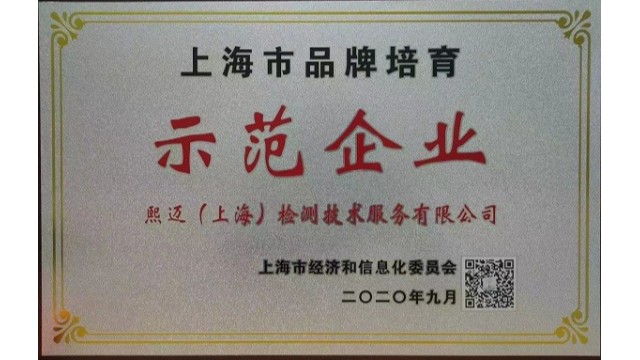 上海市品牌培育
示范企业
熙迈（上海）检测技术服务有限公司
上海市经济和信息化委员会
二〇二〇年九月